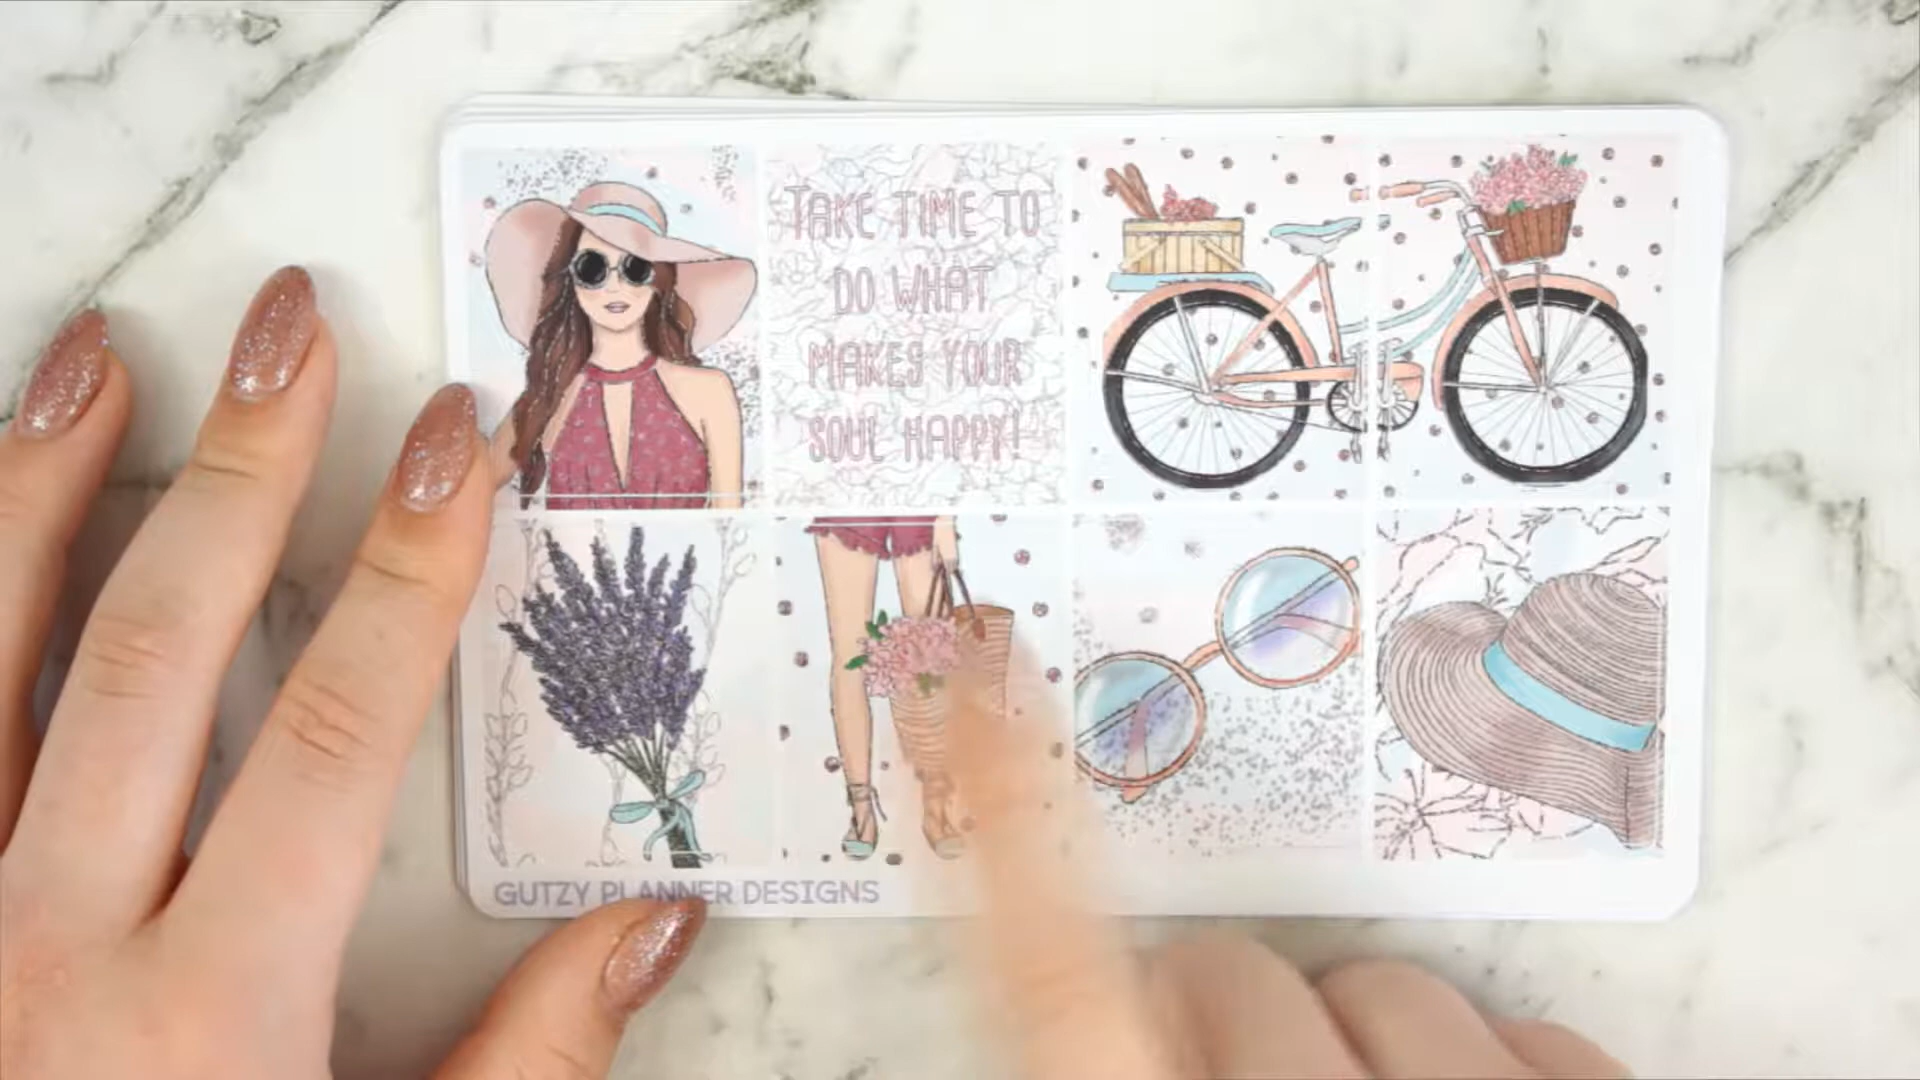 TAKE TIME TO
DO WHAT
MAKES YOUR
SOUL HAPPY!
GUTZY PLANNER DESIGNS